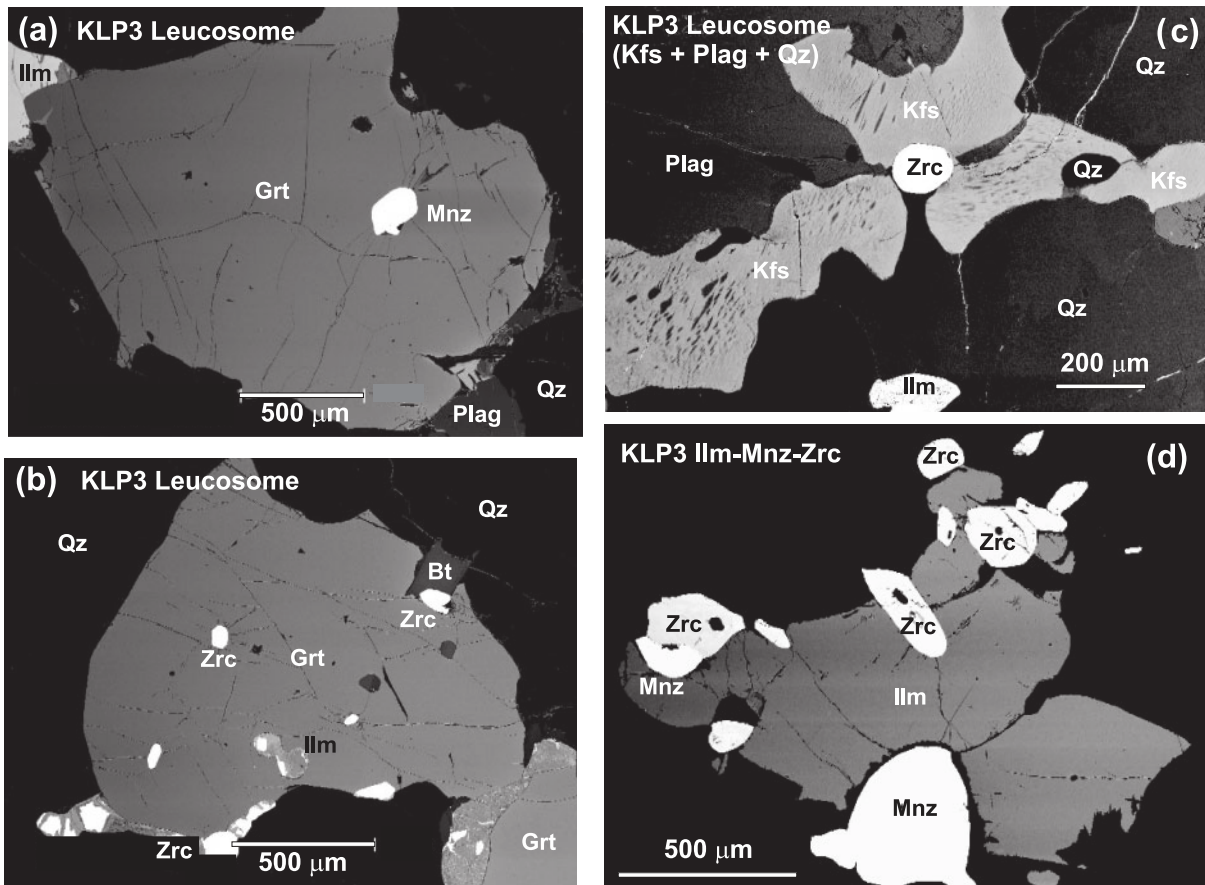 (a) KLP3 Leucosome
Ilm
Grt
Mnz
500 μm
Plag
Qz
(b) KLP3 Leucosome
Qz
Qz
Bt
Zrc
Zrc
Grt
Ilm
Zrc
500 μm
Grt
KLP3 Leucosome (c)
(Kfs + Plag + Qz)
Qz
Kfs
Plag
Zrc
Qz
Kfs
Kfs
Qz
200 μm
Ilm
KLP3 Ilm-Mnz-Zrc (d)
Zrc
Zrc
Zrc
Zrc
Mnz
Ilm
Mnz
500 μm